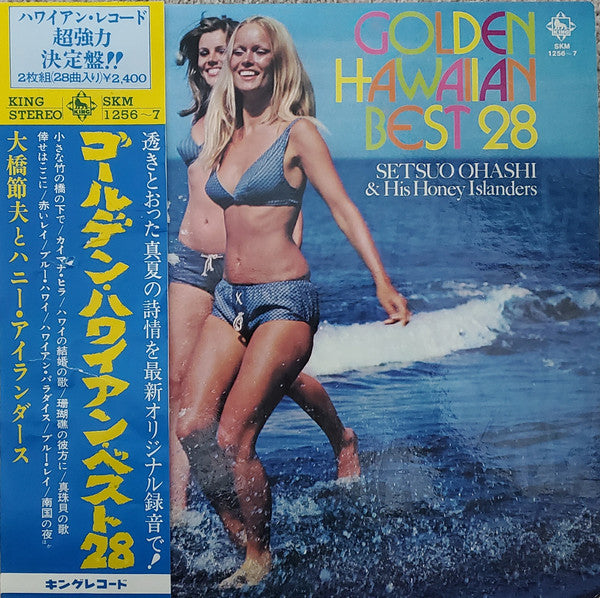 ハワイアン・レコード
超強力
決定盤!!
2枚組(28曲入り)¥2,400
KING
STEREO
KING
SKM
1256~7
透きとおった真夏の詩情を最新オリジナル録音で!
ゴールデン・ハワイアン・ベスト28
小さな竹の橋の下で/カイマナ・ヒラ/ハワイの結婚の歌/珊瑚礁の彼方に/真珠貝の歌
倖せはここに/赤いレイ/ブルー・ハワイ/ハワイアン・パラダイス/ブルー・レイ/南国の夜 ほか
大橋節夫とハニー・アイランダース
キングレコード
GOLDEN
HAWAIIAN
BEST 28
SETSUO OHASHI
& His Honey Islanders
KING
SKM
1256~7